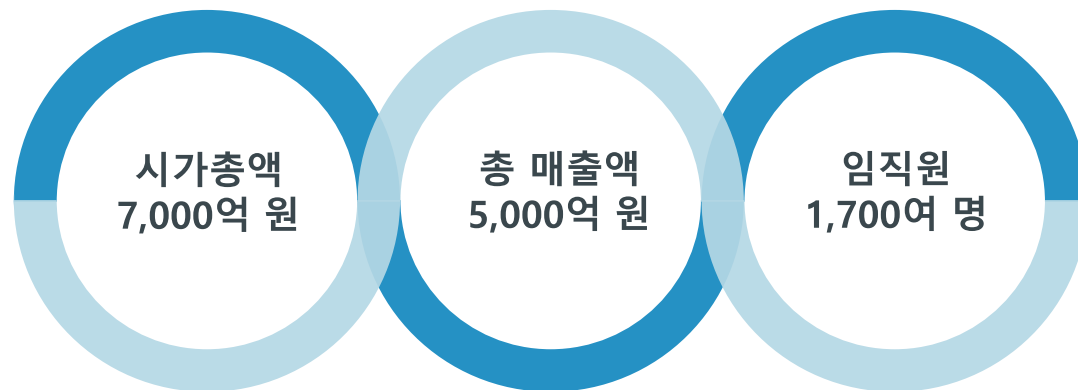 시가총액
7,000억 원
총 매출액
5,000억 원
임직원
1,700여 명